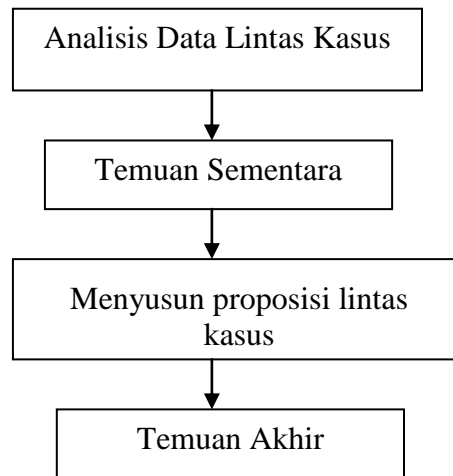 Analisis Data Lintas Kasus
Temuan Sementara
Menyusun proposisi lintas
kasus
Temuan Akhir